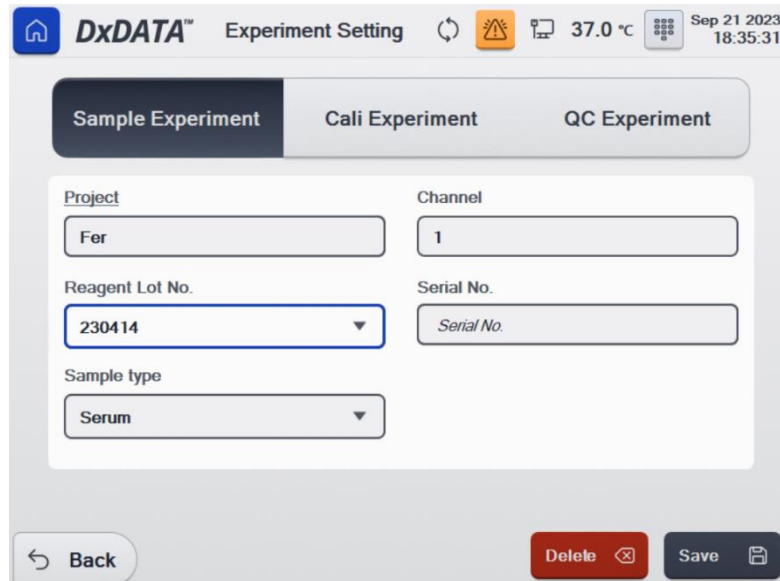 DxDATA™ Experiment Setting 37.0 °C Sep 21 2023
18:35:31
Sample Experiment Cali Experiment QC Experiment
Project Channel
Fer 1
Reagent Lot No. Serial No.
230414 Serial No.
Sample type
Serum
Back Delete Save